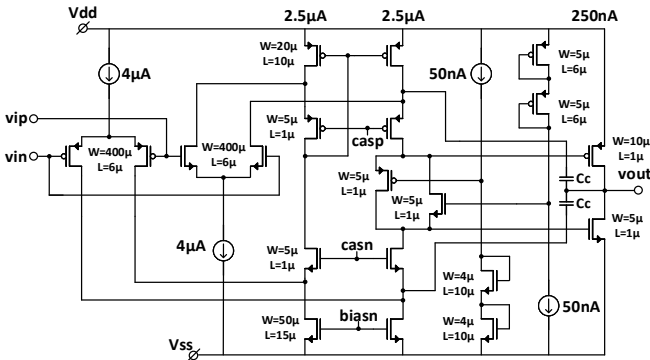 Vdd
2.5µA
2.5µA
250nA
W=20µ
L=10µ
4µA
50nA
W=5µ
L=6µ
W=5µ
L=6µ
vip
W=5µ
L=1µ
casp
vin
W=400µ
L=6µ
W=400µ
L=6µ
W=10µ
L=1µ
W=5µ
L=1µ
Cc
vout
W=5µ
L=1µ
Cc
W=5µ
L=1µ
4µA
W=5µ
L=1µ
casn
W=4µ
L=10µ
W=50µ
L=15µ
biasn
W=4µ
L=10µ
50nA
Vss